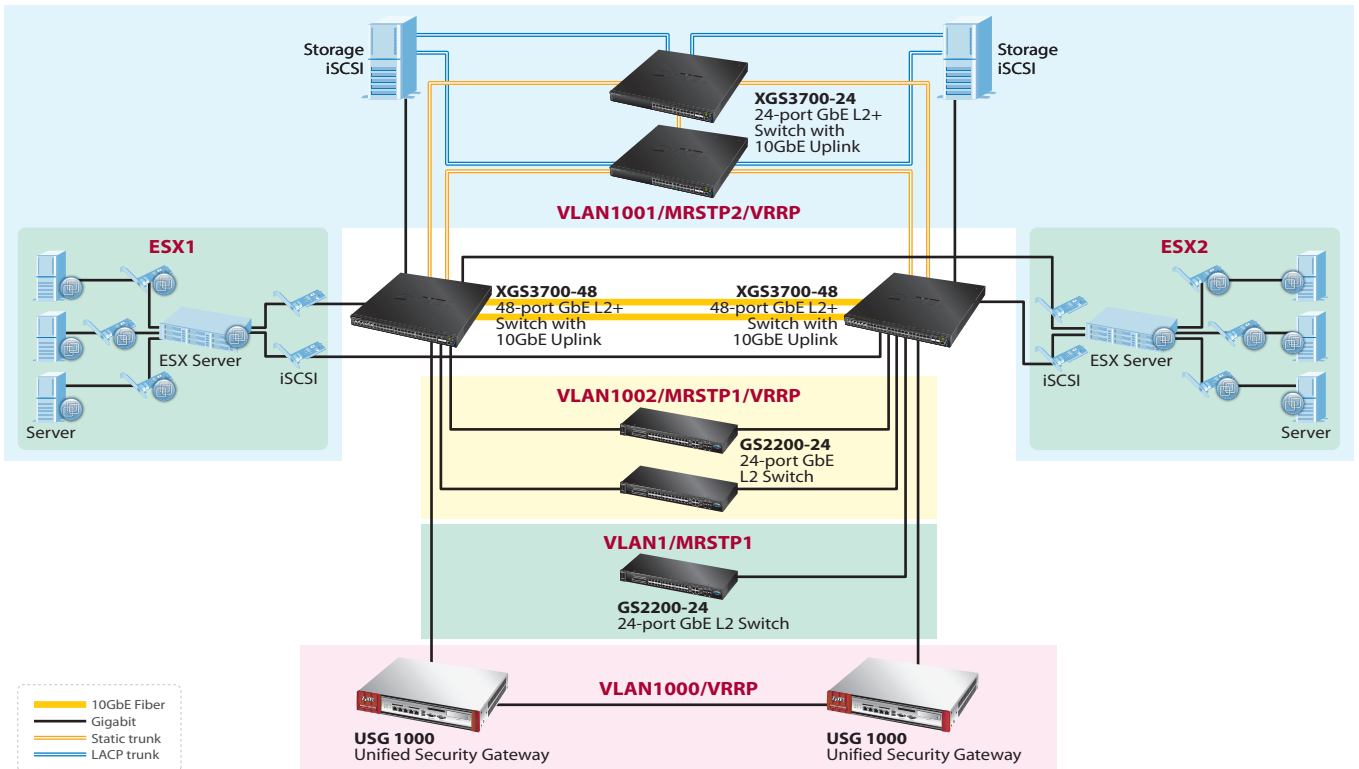 Storage
iSCSI
Storage
iSCSI
XGS3700-24
24-port GbE L2+
Switch with
10GbE Uplink
VLAN1001/MRSTP2/VRRP
ESX1
ESX2
XGS3700-48
48-port GbE L2+
Switch with
10GbE Uplink
XGS3700-48
48-port GbE L2+
Switch with
10GbE Uplink
ESX Server
iSCSI
Server
ESX Server
iSCSI
Server
VLAN1002/MRSTP1/VRRP
GS2200-24
24-port GbE
L2 Switch
VLAN1/MRSTP1
GS2200-24
24-port GbE L2 Switch
VLAN1000/VRRP
USG 1000
Unified Security Gateway
USG 1000
Unified Security Gateway
10GbE Fiber
Gigabit
Static trunk
LACP trunk